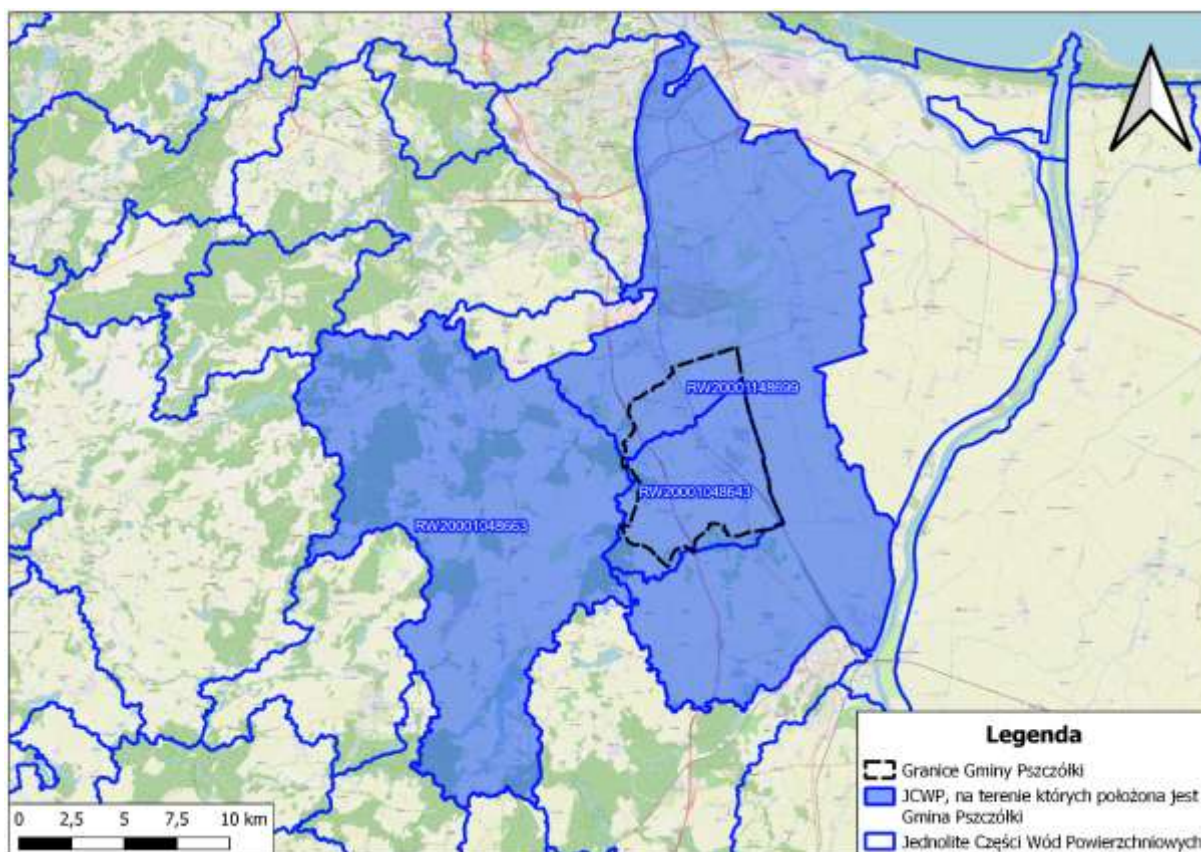 RW20001148699
RW20001048643
RW20001048663
Legenda
Granice Gminy Pszczółki
JCWP, na terenie których położona jest
Gmina Pszczółki
Jednolite Części Wód Powierzchniowych
0 2,5 5 7,5 10 km